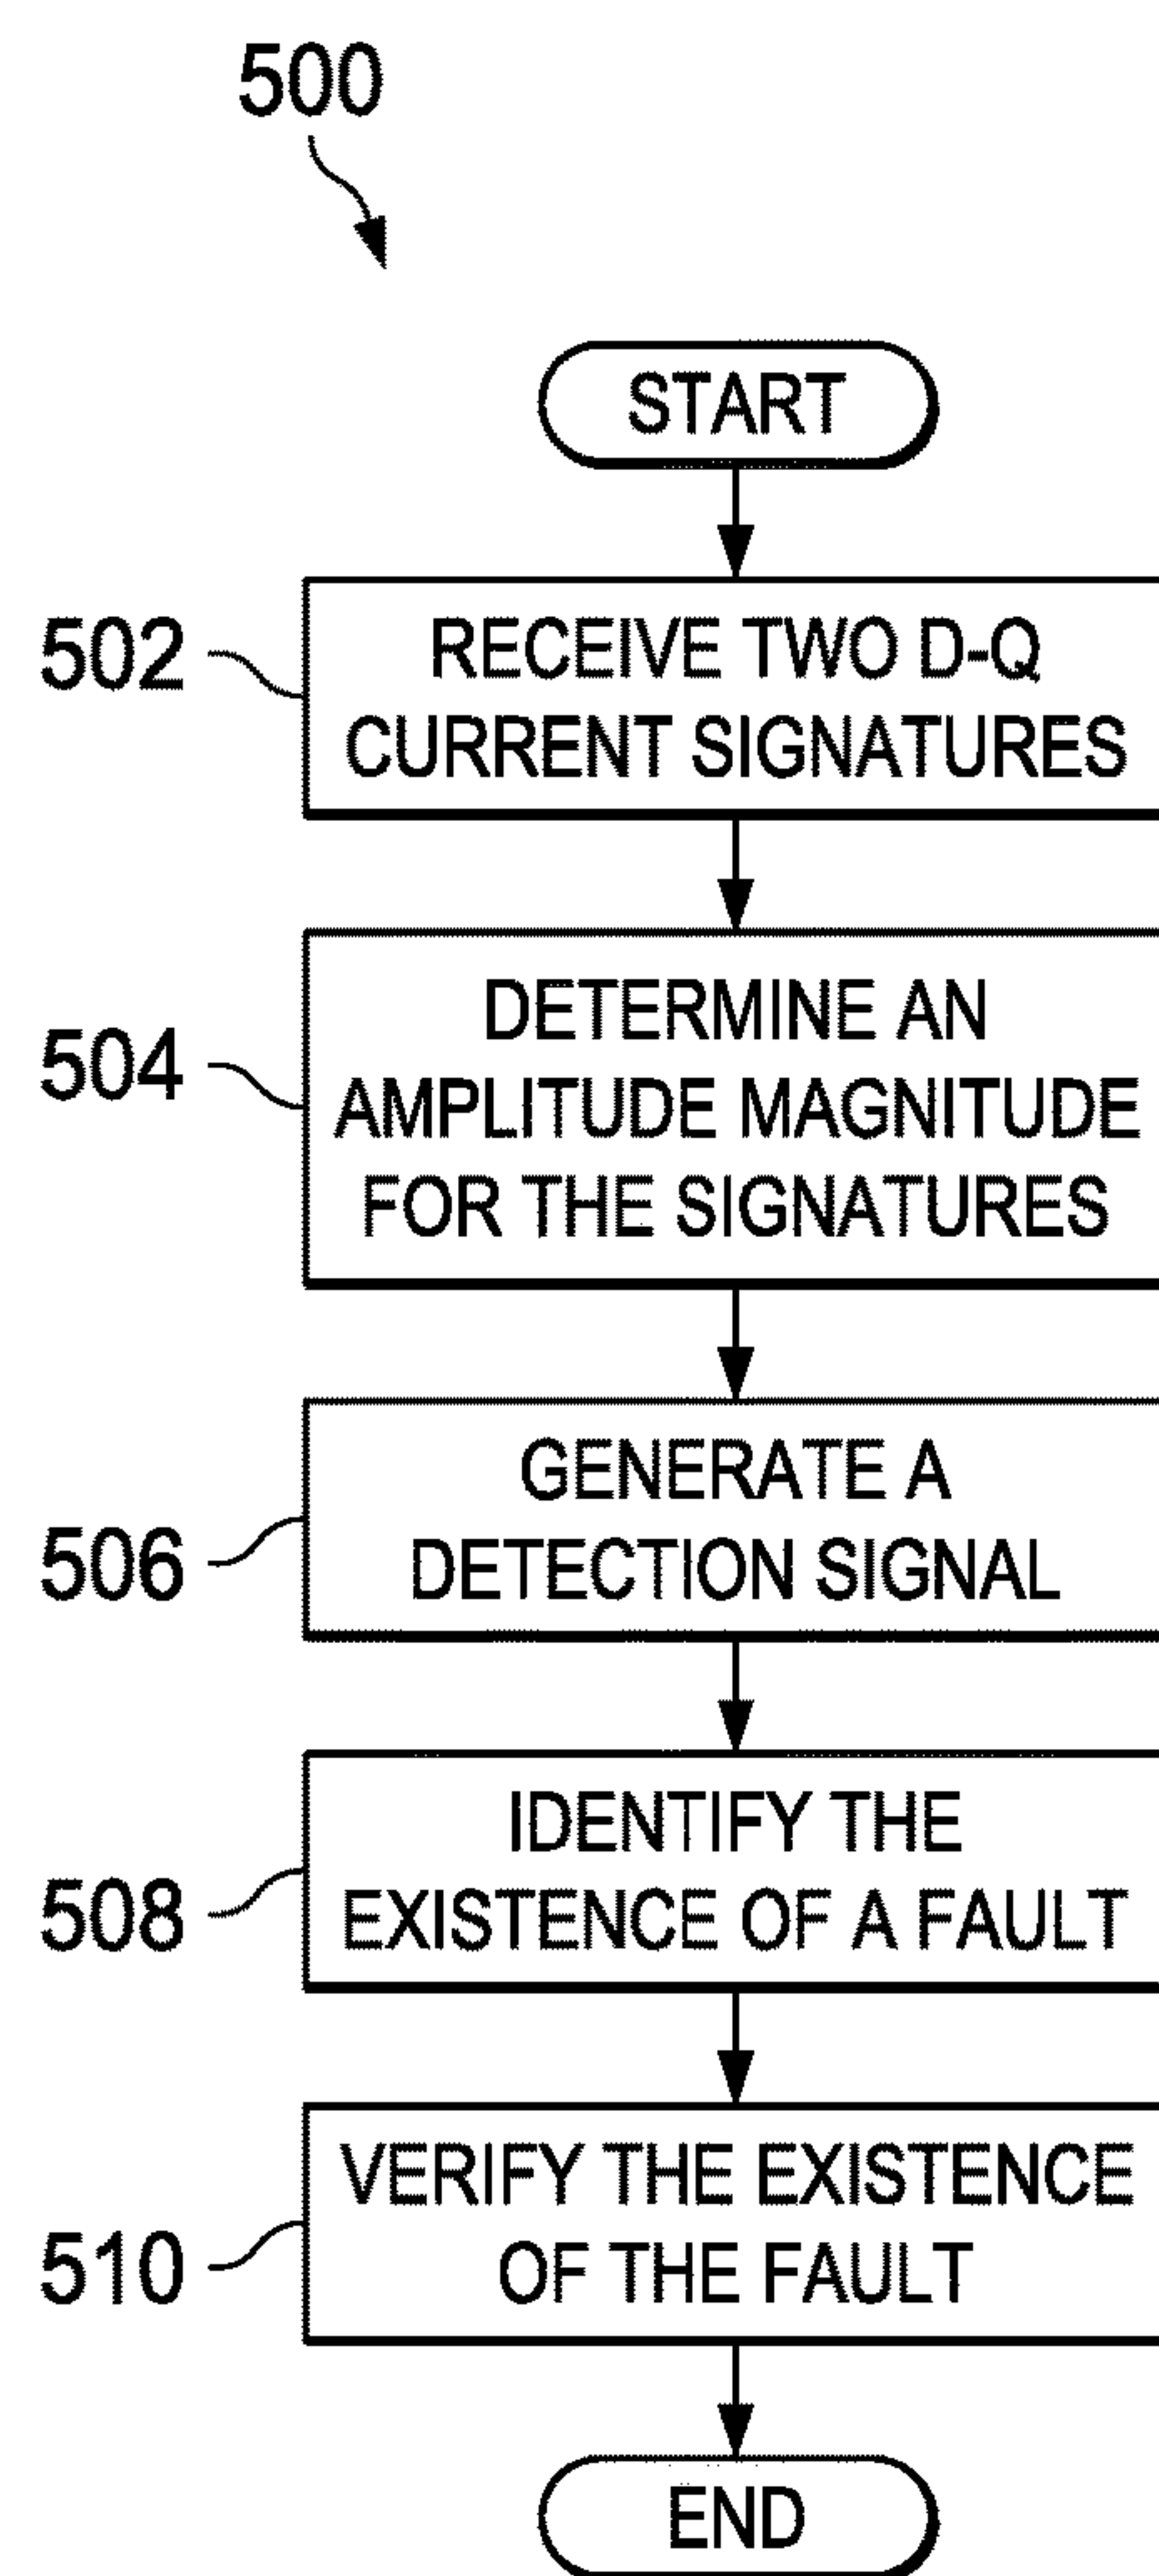 500
START
502
RECEIVE TWO D-Q
CURRENT SIGNATURES
504
DETERMINE AN
AMPLITUDE MAGNITUDE
FOR THE SIGNATURES
506
GENERATE A
DETECTION SIGNAL
508
IDENTIFY THE
EXISTENCE OF A FAULT
510
VERIFY THE EXISTENCE
OF THE FAULT
END